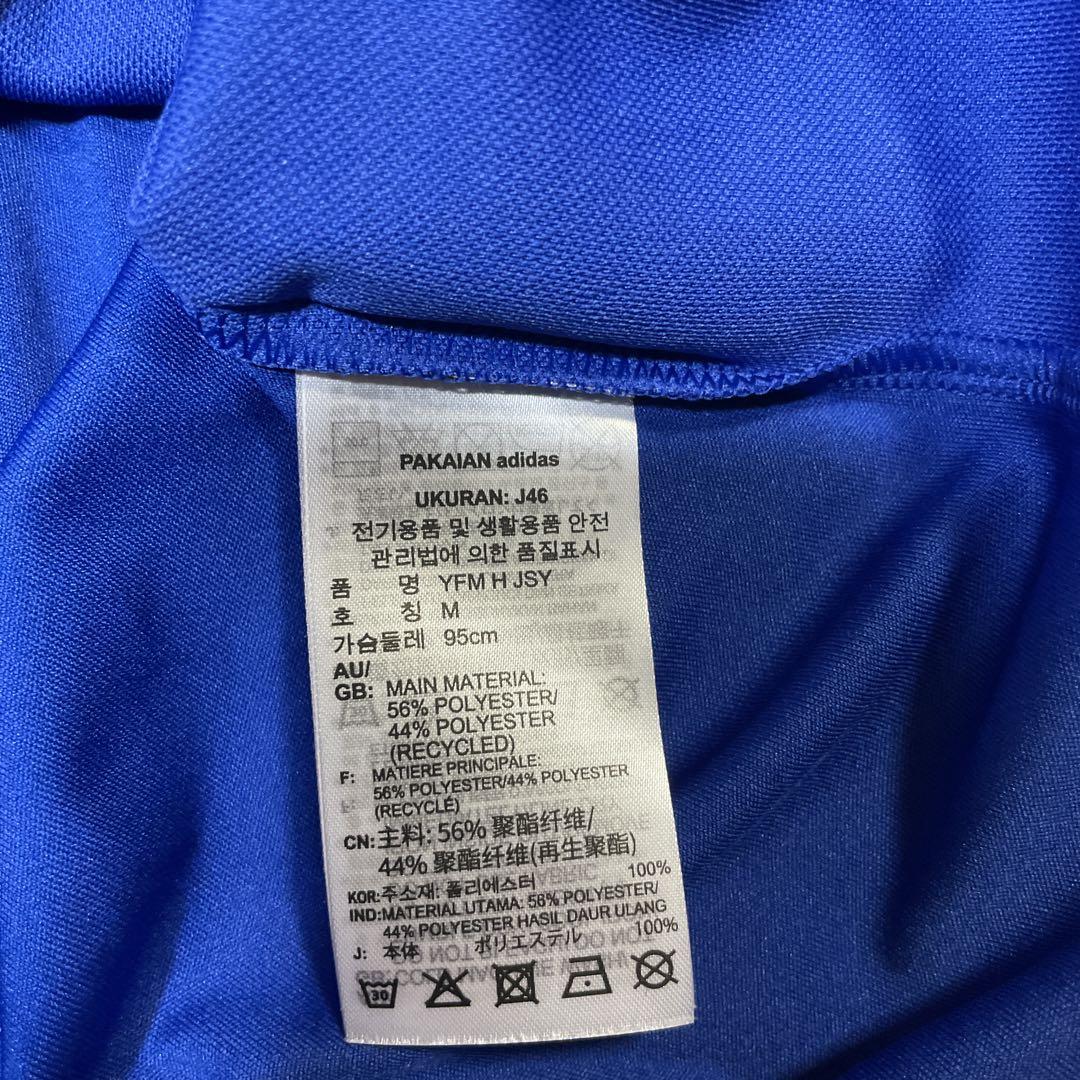 PAKAIAN adidas
UKURAN: J46
전기용품 및 생활용품 안전
관리법에 의한 품질표시
품 명 YFM H JSY
호 칭 M
가슴둘레 95cm
AU/
GB: MAIN MATERIAL:
56% POLYESTER/
44% POLYESTER
(RECYCLED)
F: MATIERE PRINCIPALE:
56% POLYESTER/44% POLYESTER
(RECYCLÉ)
CN: 主料: 56% 聚酯纤维/
44% 聚酯纤维(再生聚酯)
KOR: 주소재: 폴리에스터 100%
IND: MATERIAL UTAMA: 56% POLYESTER/
44% POLYESTER HASIL DAUR ULANG
J: 本体 ポリエステル 100%
30